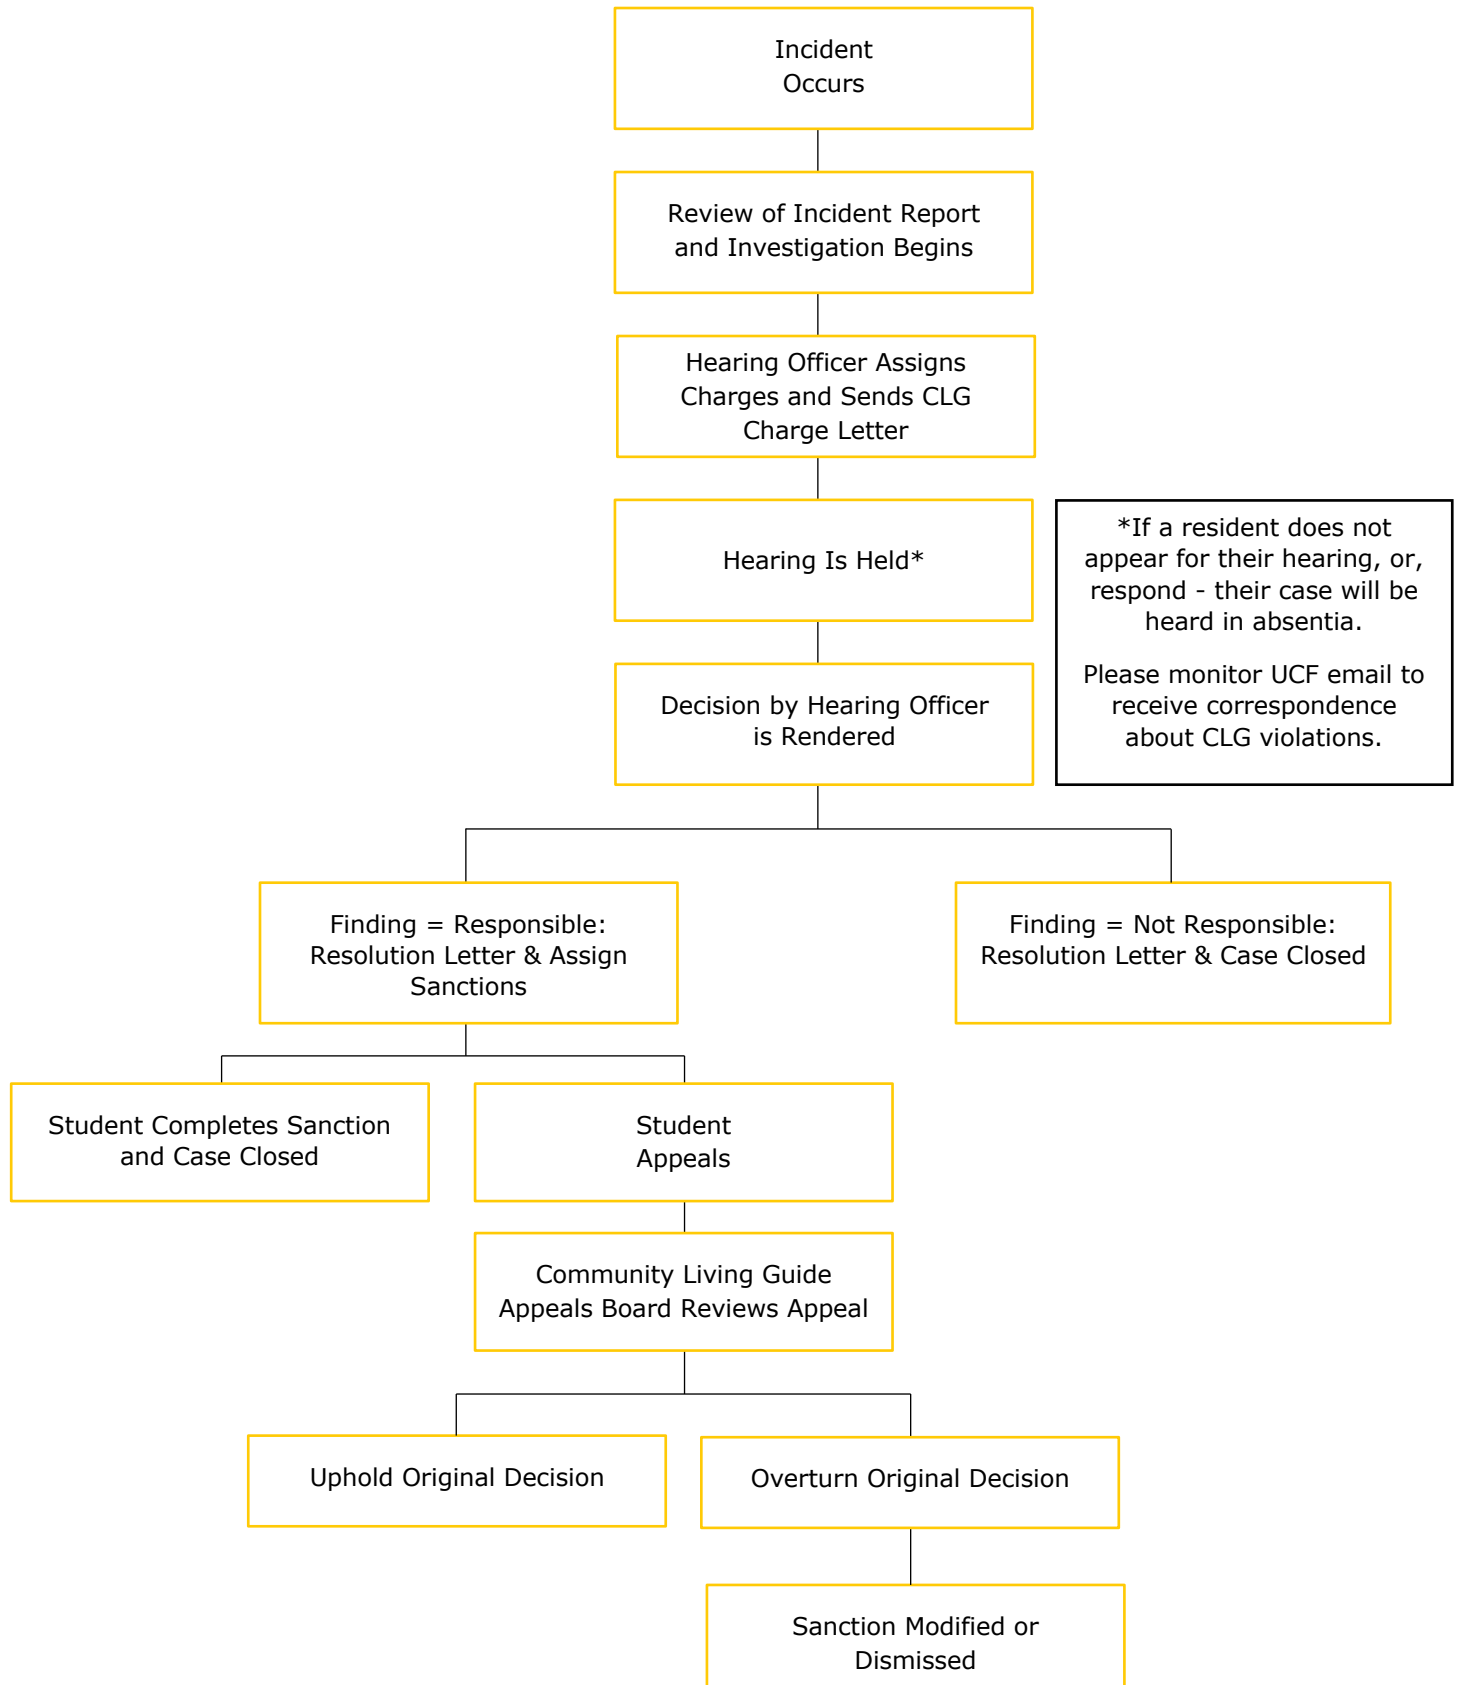 Incident
Occurs
Review of Incident Report
and Investigation Begins
Hearing Officer Assigns
Charges and Sends CLG
Charge Letter
Hearing Is Held*
*If a resident does not
appear for their hearing, or,
respond - their case will be
heard in absentia.
Please monitor UCF email to
receive correspondence
about CLG violations.
Decision by Hearing Officer
is Rendered
Finding = Responsible:
Resolution Letter & Assign
Sanctions
Finding = Not Responsible:
Resolution Letter & Case Closed
Student Completes Sanction
and Case Closed
Student
Appeals
Community Living Guide
Appeals Board Reviews Appeal
Uphold Original Decision
Overturn Original Decision
Sanction Modified or
Dismissed